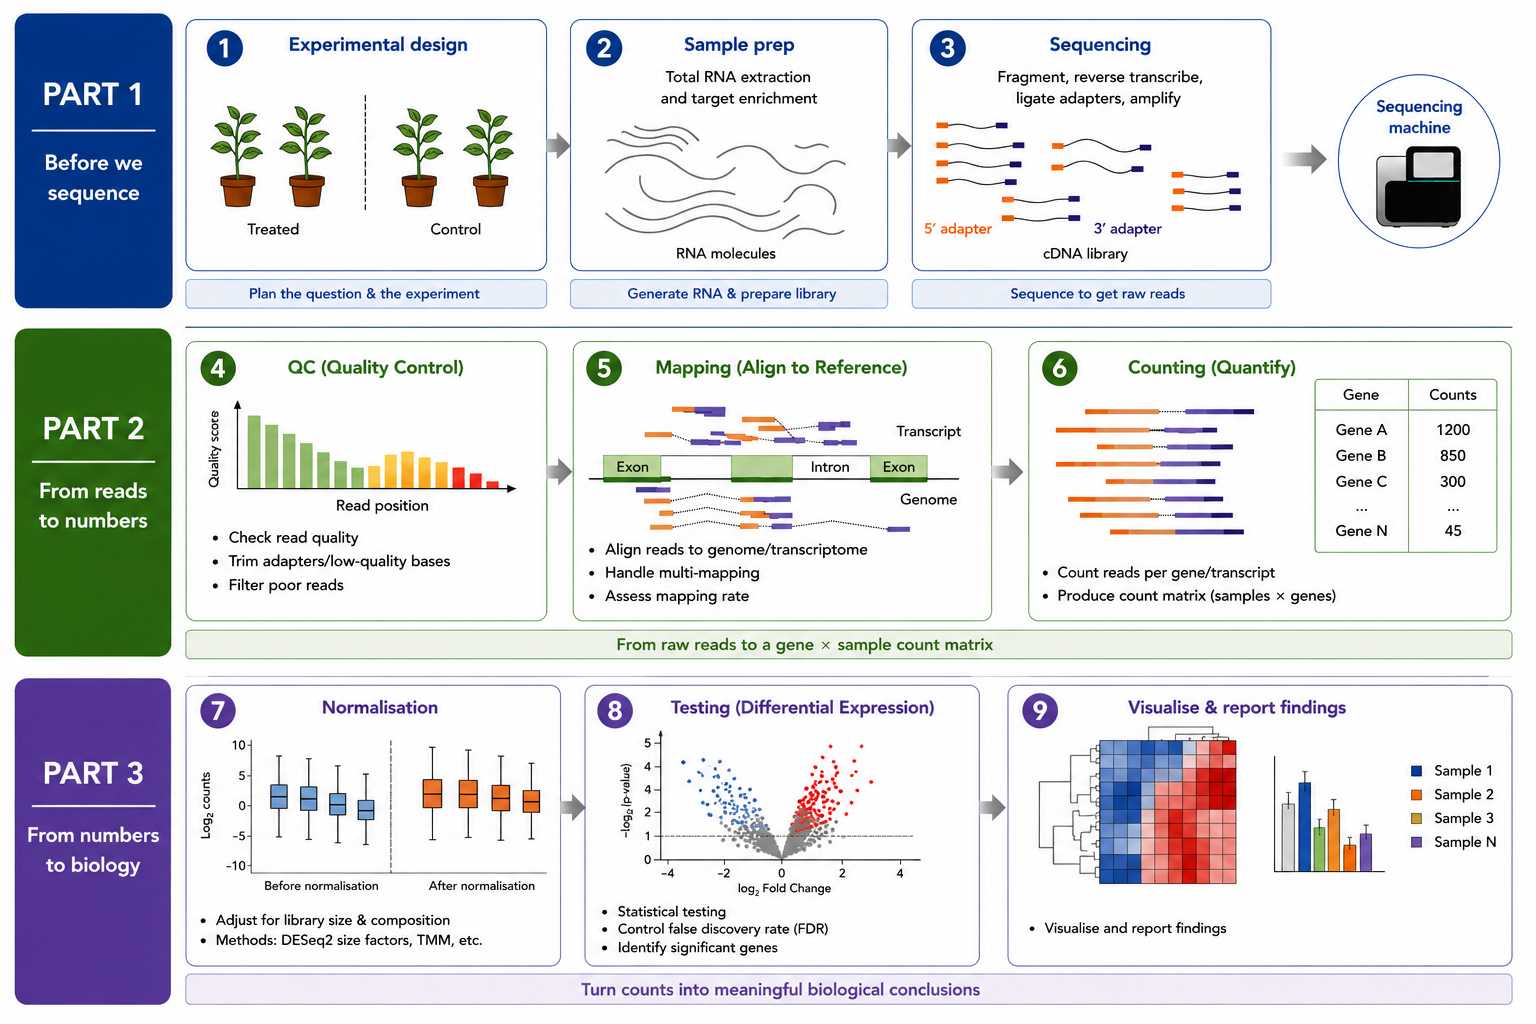 PART 1
Before we
sequence
1
Experimental design
Treated
Control
Plan the question & the experiment
2
Sample prep
Total RNA extraction
and target enrichment
RNA molecules
Generate RNA & prepare library
3
Sequencing
Fragment, reverse transcribe,
ligate adapters, amplify
5′ adapter
3′ adapter
cDNA library
Sequence to get raw reads
Sequencing
machine
PART 2
From reads
to numbers
4
QC (Quality Control)
Quality score
Read position
• Check read quality
• Trim adapters/low-quality bases
• Filter poor reads
5
Mapping (Align to Reference)
Transcript
Exon
Intron
Exon
Genome
• Align reads to genome/transcriptome
• Handle multi-mapping
• Assess mapping rate
6
Counting (Quantify)
Gene Counts
Gene A 1200
Gene B 850
Gene C 300
... ...
Gene N 45
• Count reads per gene/transcript
• Produce count matrix (samples × genes)
From raw reads to a gene × sample count matrix
PART 3
From numbers
to biology
7
Normalisation
Log₂ counts
10
5
0
−5
−10
Before normalisation
After normalisation
• Adjust for library size & composition
• Methods: DESeq2 size factors, TMM, etc.
8
Testing (Differential Expression)
−log₂ (p-value)
5
4
4
2
2
1
0
−4 −2 0 2 4
log₂ Fold Change
• Statistical testing
• Control false discovery rate (FDR)
• Identify significant genes
9
Visualise & report findings
Sample 1
Sample 2
Sample 3
Sample N
• Visualise and report findings
Turn counts into meaningful biological conclusions